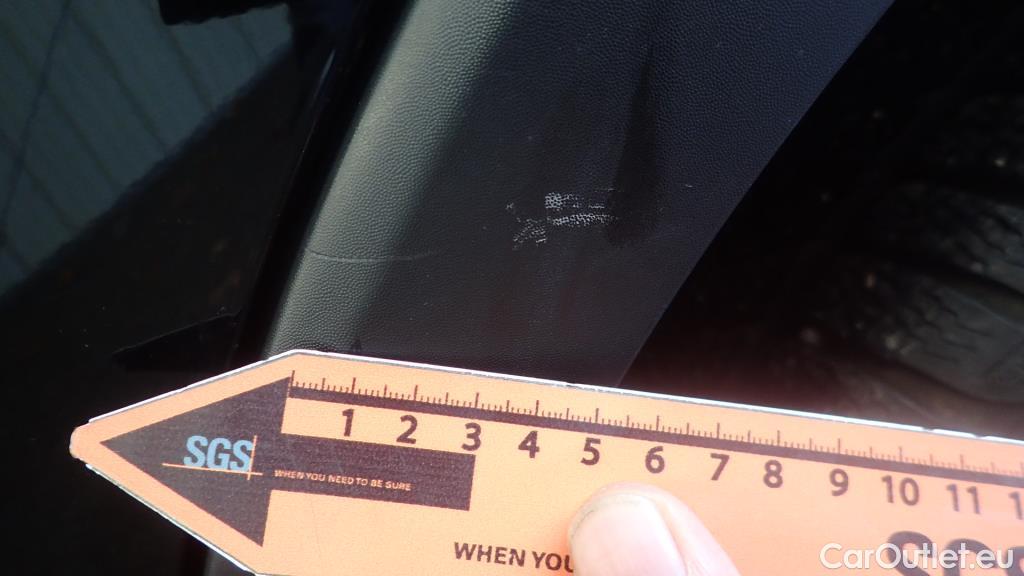 1 2 3 4 5 6 7 8 9 10 11
SGS
WHEN YOU NEED TO BE SURE
WHEN YOU
CarOutlet.eu